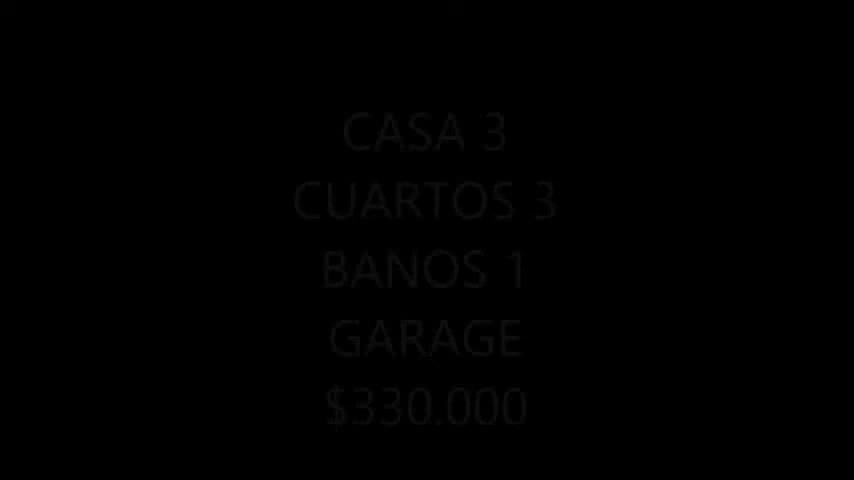 CASA 3
CUARTOS 3
BANOS 1
GARAGE
$330.000